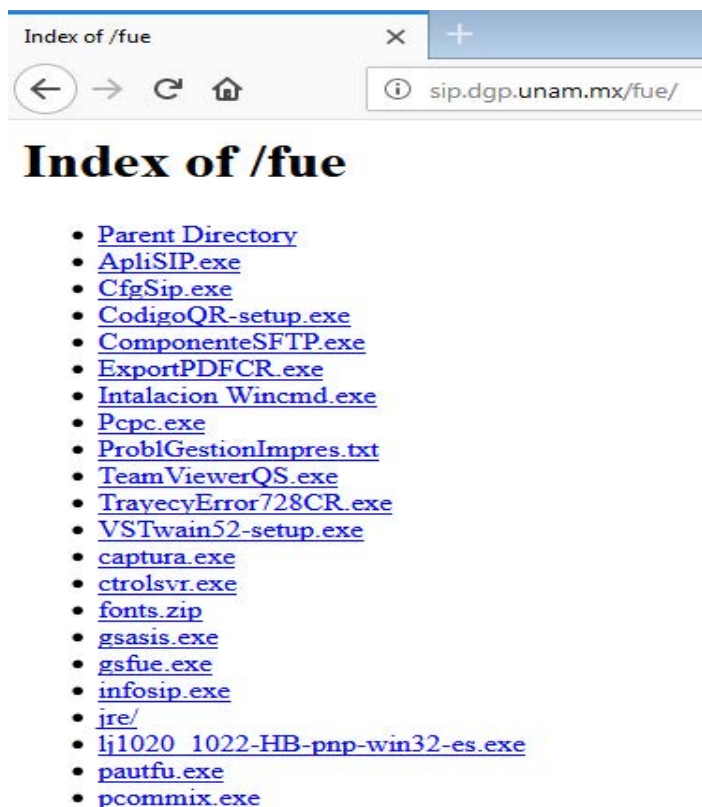 Index of /fue
sip.dgp.unam.mx/fue/
Index of /fue
Parent Directory
ApliSIP.exe
CfgSip.exe
CodigoQR-setup.exe
ComponenteSFTP.exe
ExportPDFCR.exe
Intalacion Wincmd.exe
Pcpc.exe
ProblGestionImpres.txt
TeamViewerQS.exe
TrayecyError728CR.exe
VSTwain52-setup.exe
captura.exe
ctrolsvr.exe
fonts.zip
gsasis.exe
gsfue.exe
infosip.exe
jre/
lj1020_1022-HB-pnp-win32-es.exe
pautfu.exe
pcommix.exe